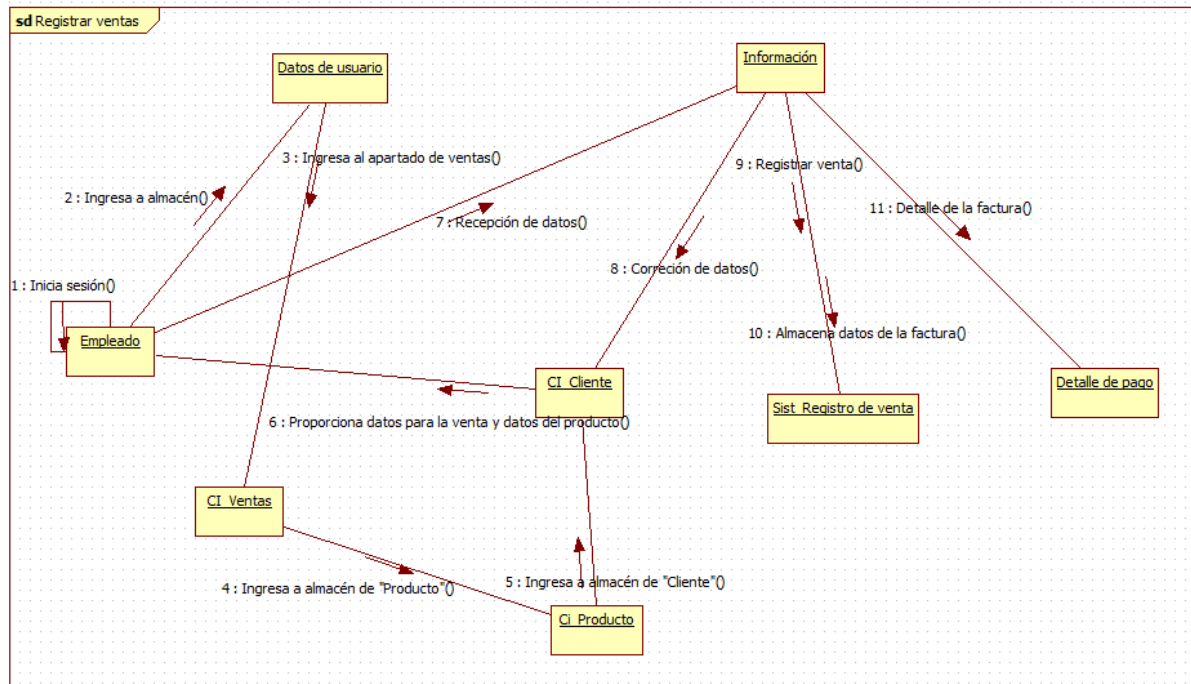 sd Registrar ventas
Información
Datos de usuario
3 : Ingresa al apartado de ventas()
9 : Registrar venta()
2 : Ingresa a almacén()
11 : Detalle de la factura()
7 : Recepción de datos()
8 : Correción de datos()
1 : Inicia sesión()
Empleado
10 : Almacena datos de la factura()
CI_Cliente
Detalle de pago
Sist_Registro de venta
6 : Proporciona datos para la venta y datos del producto()
CI_Ventas
5 : Ingresa a almacén de "Cliente"()
4 : Ingresa a almacén de "Producto"()
Ci_Producto